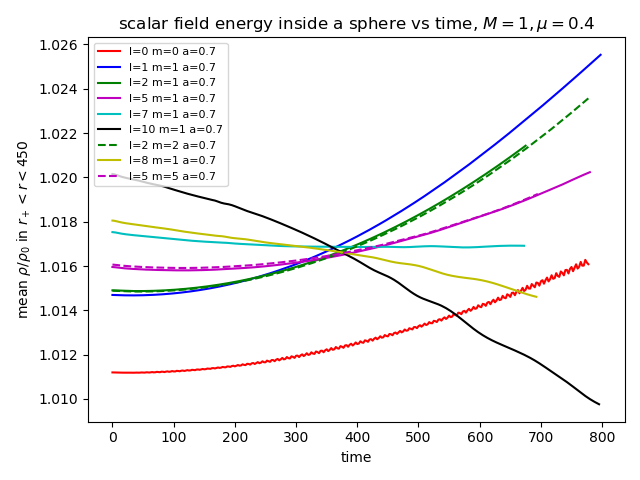 scalar field energy inside a sphere vs time, M = 1, μ = 0.4
1.026
1.024
1.022
1.020
1.018
1.016
1.014
1.012
1.010
mean ρ/ρ₀ in r₊ < r < 450
l=0 m=0 a=0.7
l=1 m=1 a=0.7
l=2 m=1 a=0.7
l=5 m=1 a=0.7
l=7 m=1 a=0.7
l=10 m=1 a=0.7
l=2 m=2 a=0.7
l=8 m=1 a=0.7
l=5 m=5 a=0.7
0 100 200 300 400 500 600 700 800
time